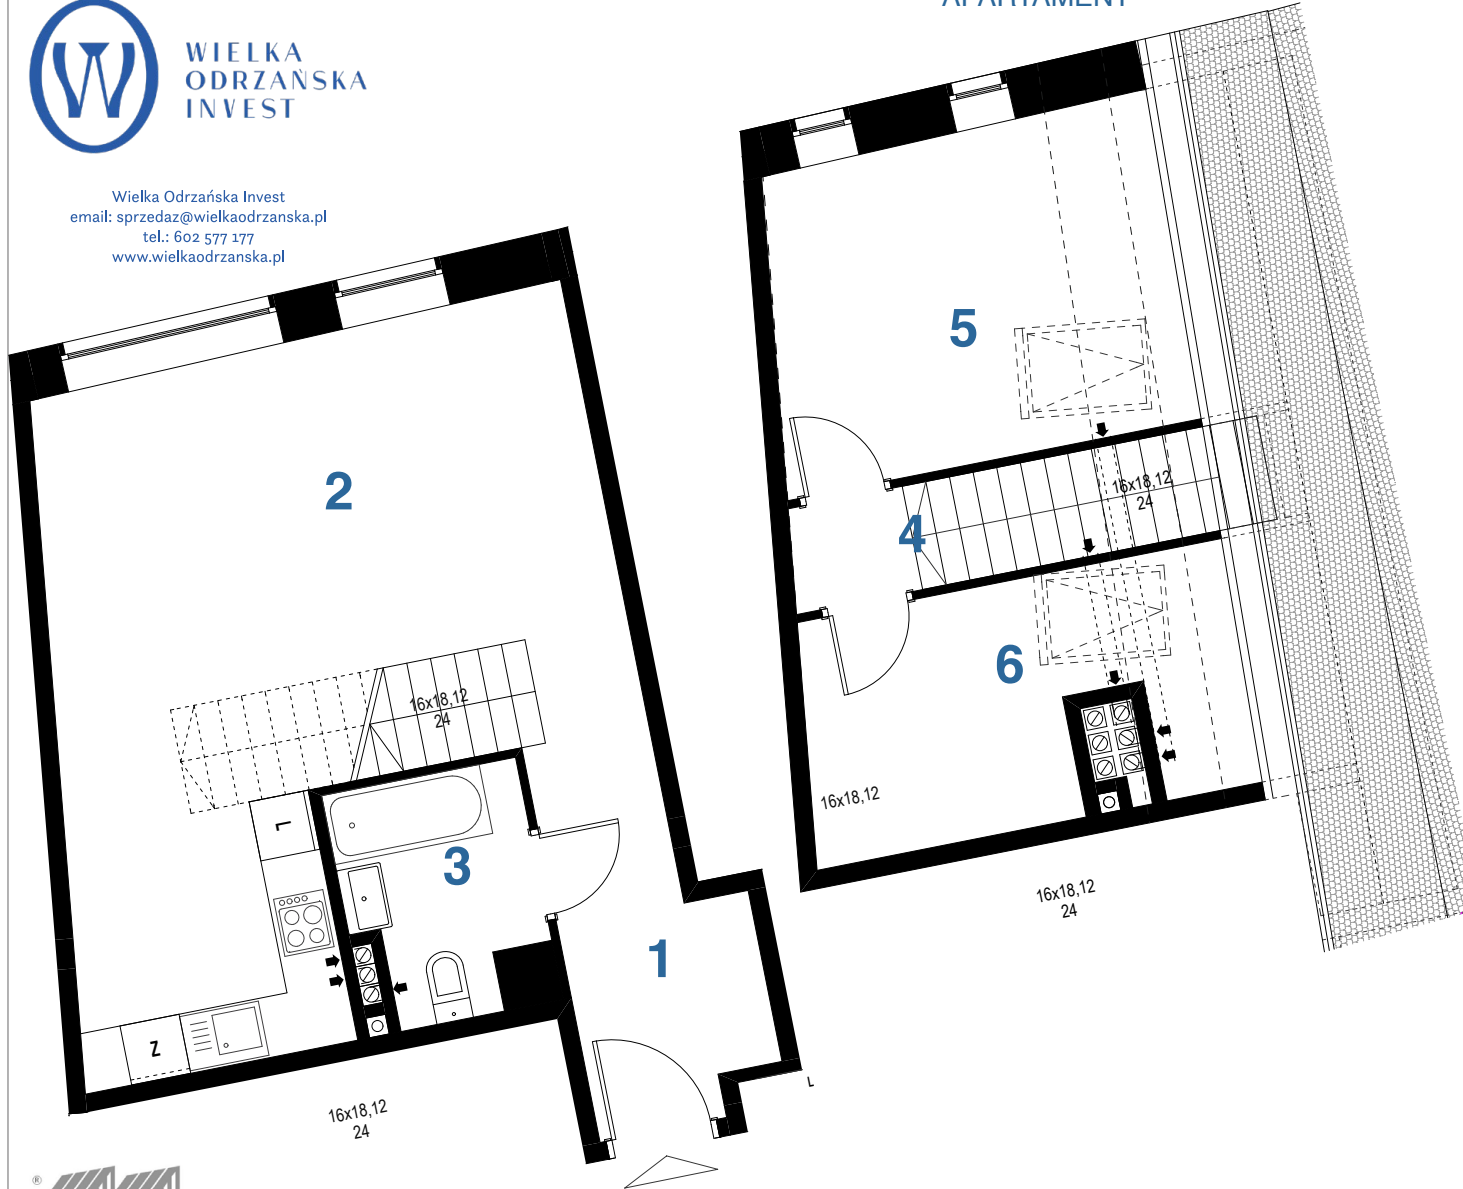 APARTAMENT
WIELKA
ODRZAŃSKA
INVEST
Wielka Odrzańska Invest
email: sprzedaz@wielkaodrzanska.pl
tel.: 602 577 177
www.wielkaodrzanska.pl
2
16x18,12
24
L
3
1
Z
16x18,12
24
L
5
16x18,12
24
4
6
16x18,12
16x18,12
24
®